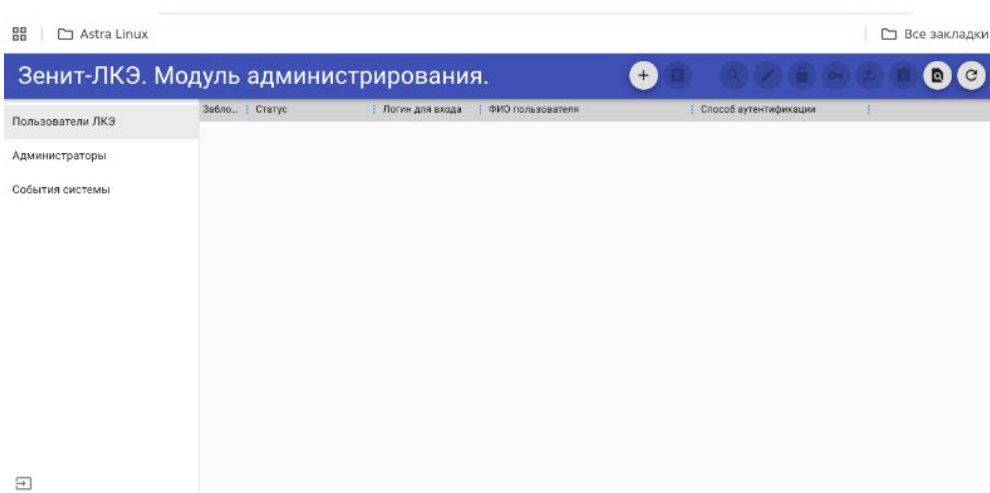 Astra Linux
Все закладки
Зенит-ЛКЭ. Модуль администрирования.
Пользователи ЛКЭ
Администраторы
События системы
Забло... Статус Логин для входа ФИО пользователя Способ аутентификации